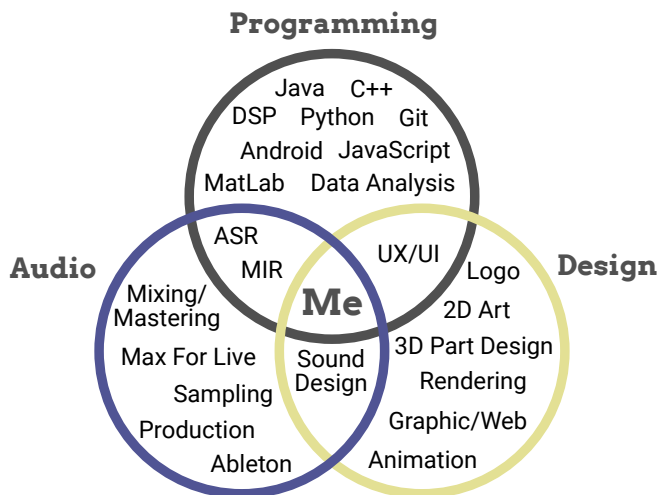 Programming
Java C++
DSP Python Git
Android JavaScript
MatLab Data Analysis
Audio
ASR
MIR
UX/UI
Design
Me
Mixing/
Mastering
Max For Live
Sampling
Production
Ableton
Sound
Design
Logo
2D Art
3D Part Design
Rendering
Graphic/Web
Animation